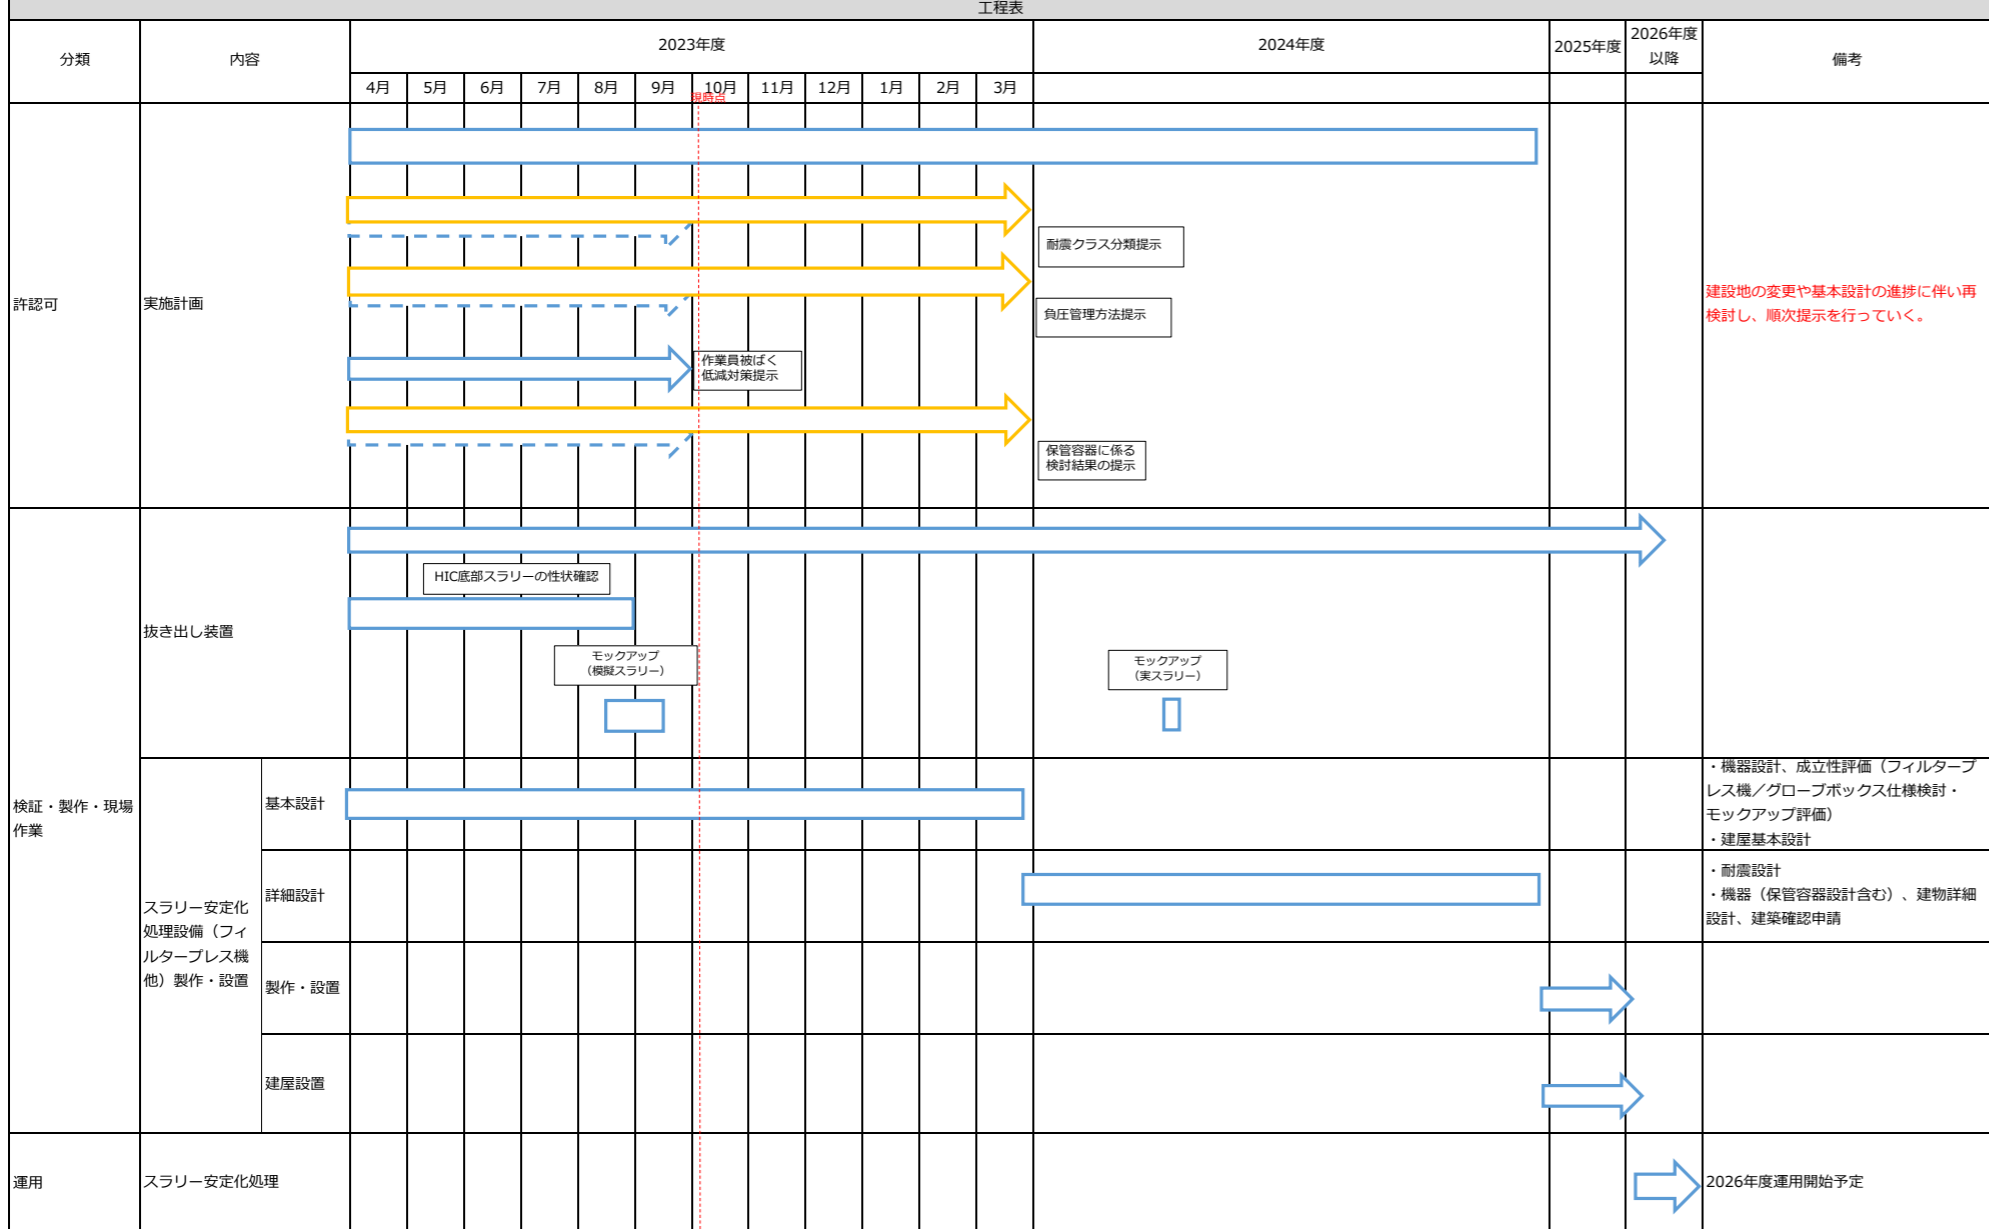 工程表
分類
内容
2023年度
2024年度
2025年度
2026年度
以降
備考
4月
5月
6月
7月
8月
9月
10月
11月
12月
1月
2月
3月
現時点
許認可
実施計画
耐震クラス分類提示
負圧管理方法提示
作業員被ばく
低減対策提示
保管容器に係る
検討結果の提示
建設地の変更や基本設計の進捗に伴い再
検討し、順次提示を行っていく。
検証・製作・現場
作業
抜き出し装置
HIC底部スラリーの性状確認
モックアップ
（模擬スラリー）
モックアップ
（実スラリー）
スラリー安定化
処理設備（フィ
ルタープレス機
他）製作・設置
基本設計
・機器設計、成立性評価（フィルタープ
レス機／グローブボックス仕様検討・
モックアップ評価）
・建屋基本設計
詳細設計
・耐震設計
・機器（保管容器設計含む）、建物詳細
設計、建築確認申請
製作・設置
建屋設置
運用
スラリー安定化処理
2026年度運用開始予定